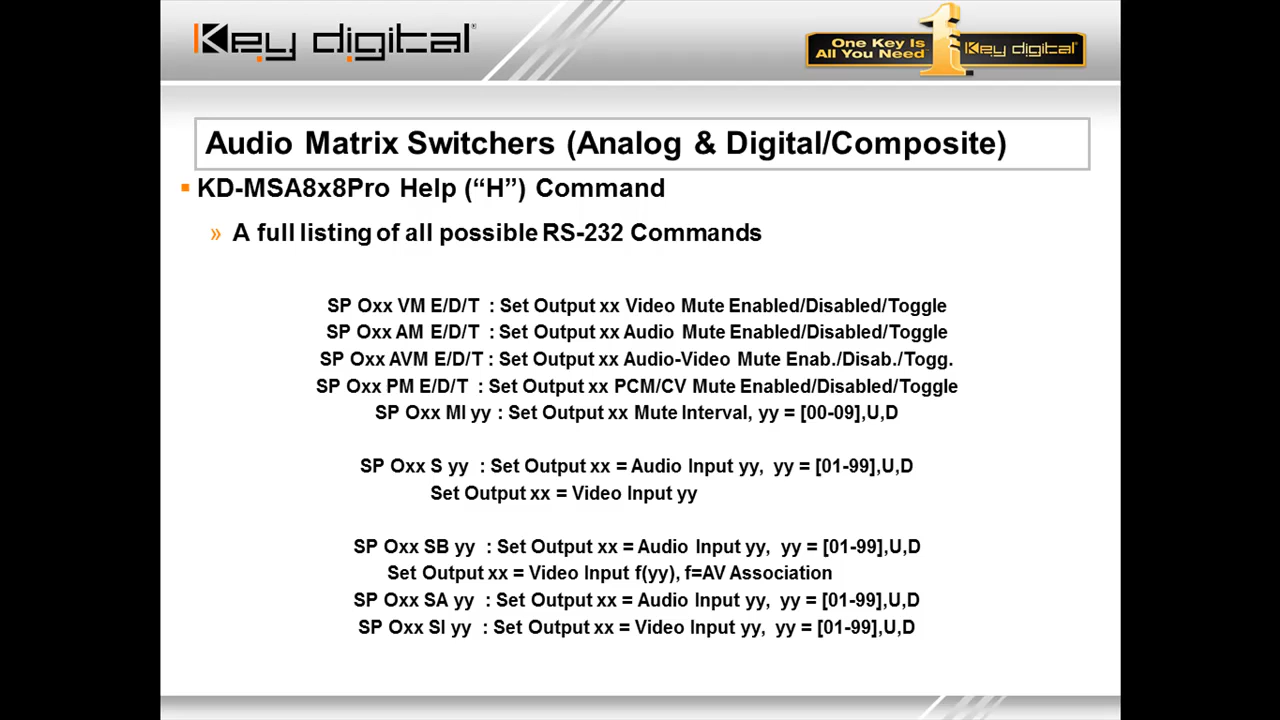 Key digital
One Key Is
All You Need
1
Key digital
Audio Matrix Switchers (Analog & Digital/Composite)
KD-MSA8x8Pro Help (“H”) Command
» A full listing of all possible RS-232 Commands
SP Oxx VM E/D/T : Set Output xx Video Mute Enabled/Disabled/Toggle
SP Oxx AM E/D/T : Set Output xx Audio Mute Enabled/Disabled/Toggle
SP Oxx AVM E/D/T : Set Output xx Audio-Video Mute Enab./Disab./Togg.
SP Oxx PM E/D/T : Set Output xx PCM/CV Mute Enabled/Disabled/Toggle
SP Oxx MI yy : Set Output xx Mute Interval, yy = [00-09],U,D
SP Oxx S yy : Set Output xx = Audio Input yy, yy = [01-99],U,D
Set Output xx = Video Input yy
SP Oxx SB yy : Set Output xx = Audio Input yy, yy = [01-99],U,D
Set Output xx = Video Input f(yy), f=AV Association
SP Oxx SA yy : Set Output xx = Audio Input yy, yy = [01-99],U,D
SP Oxx SI yy : Set Output xx = Video Input yy, yy = [01-99],U,D